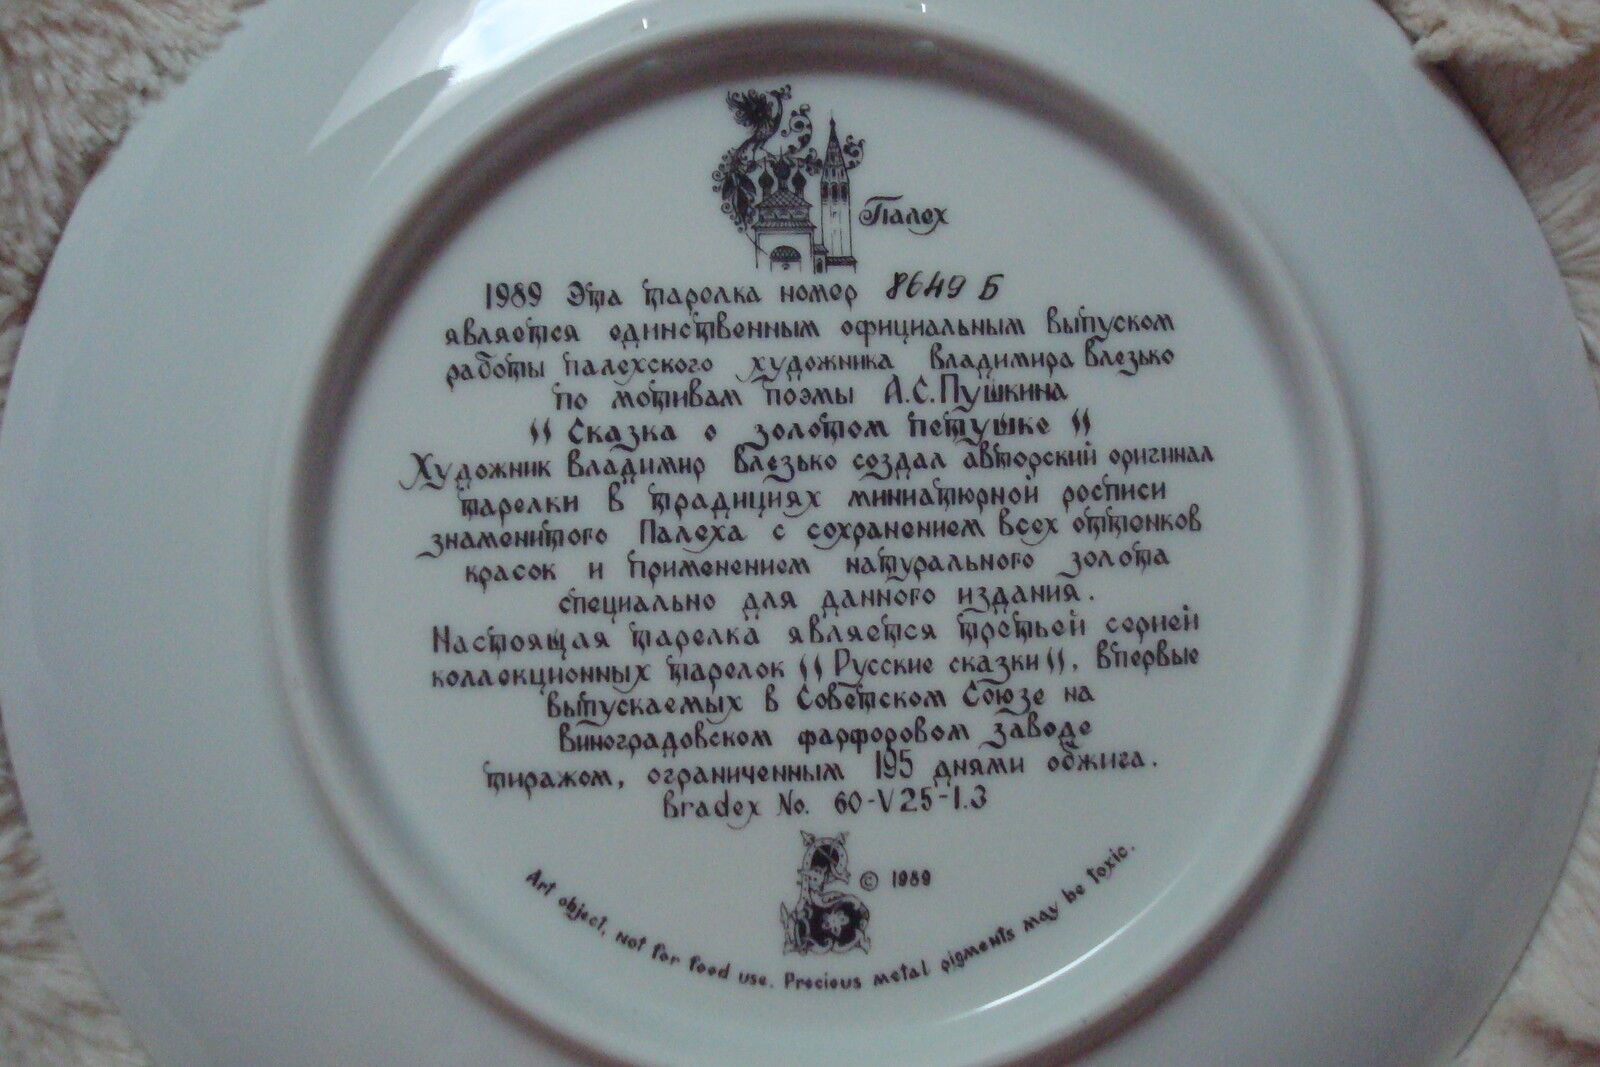 Палех
1989 Эта тарелка номер 8649 Б
является единственным официальным выпуском
работы палехского художника Владимира Влезько
по мотивам поэмы А.С.Пушкина
"Сказка о золотом петушке"
Художник Владимир Влезько создал авторский оригинал
тарелки в традициях миниатюрной росписи
знаменитого Палеха с сохранением всех оттенков
красок и применением натурального золота
специально для данного издания.
Настоящая тарелка является третьей серией
коллекционных тарелок "Русские сказки", впервые
выпускаемых в Советском Союзе на
Виноградовском фарфоровом заводе
тиражом, ограниченным 195 днями обжига.
Bradex No. 60-V25-1.3
© 1989
Art object, not for food use. Precious metal pigments may be toxic.